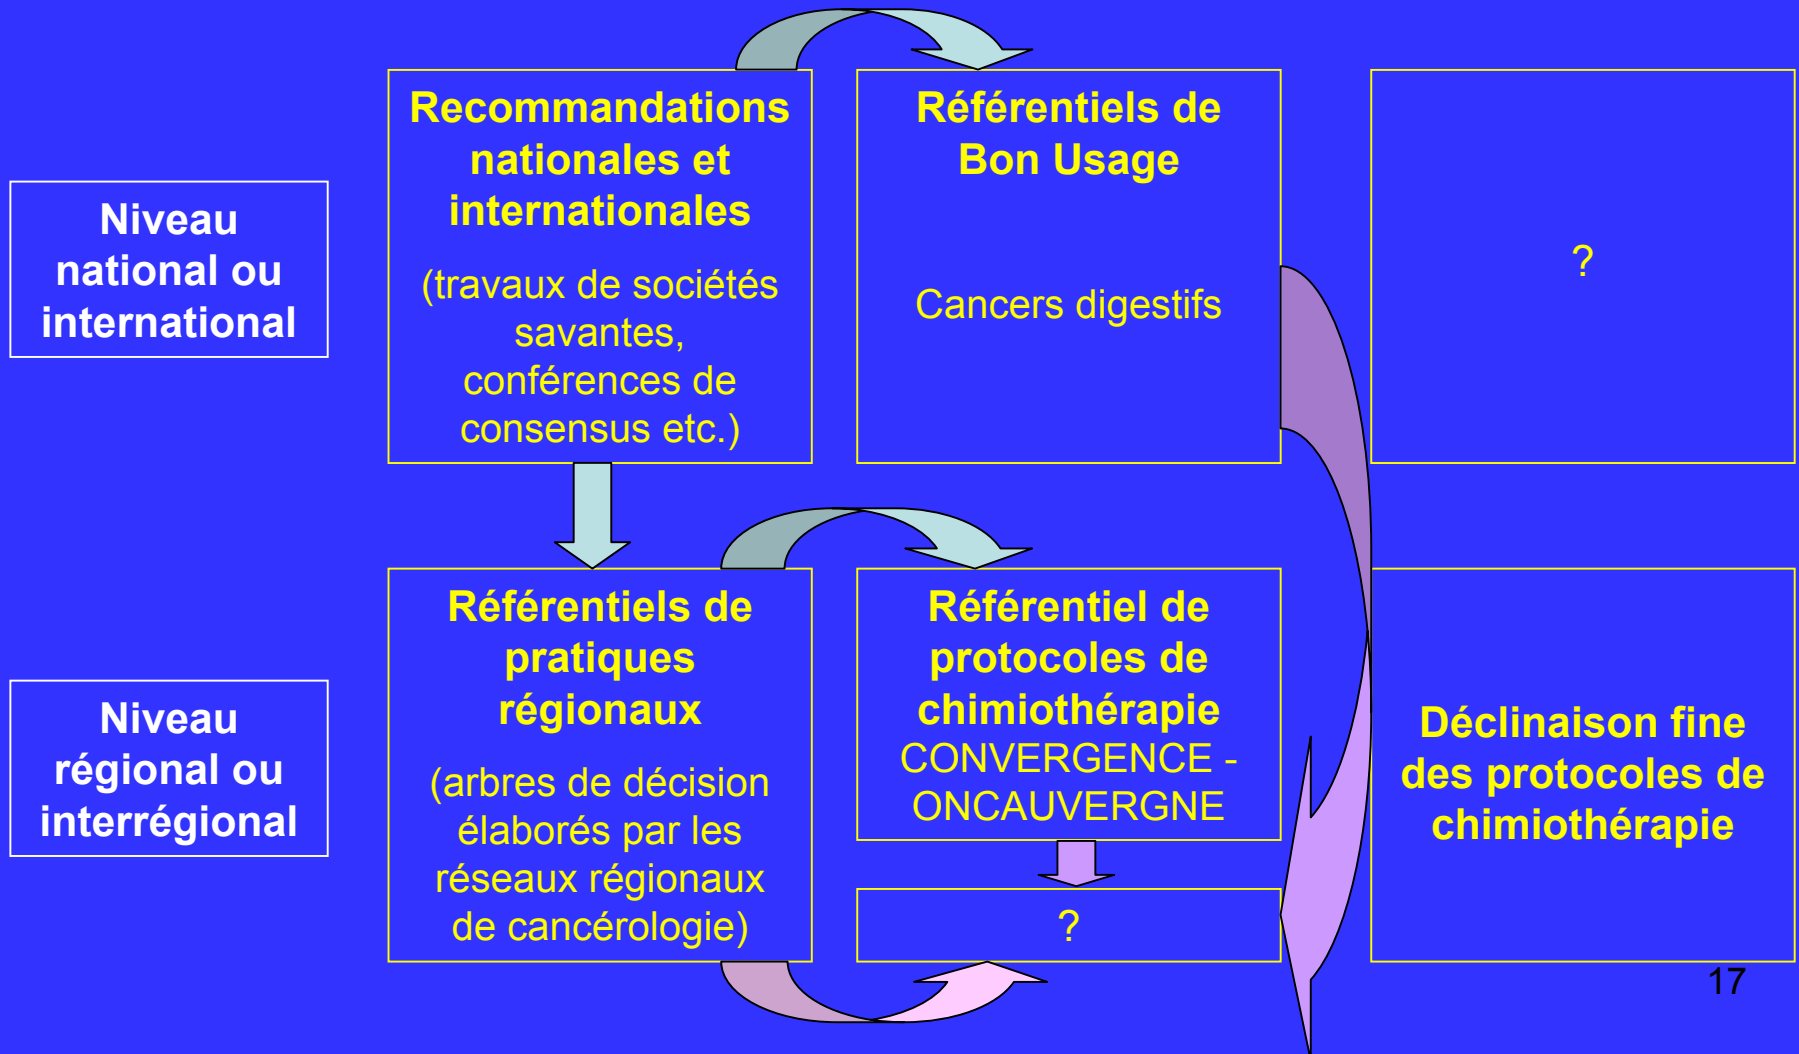 Niveau
national ou
international
Recommandations
nationales et
internationales
(travaux de sociétés
savantes,
conférences de
consensus etc.)
Référentiels de
Bon Usage
Cancers digestifs
?
Niveau
régional ou
interrégional
Référentiels de
pratiques
régionaux
(arbres de décision
élaborés par les
réseaux régionaux
de cancérologie)
Référentiel de
protocoles de
chimiothérapie
CONVERGENCE -
ONCAUVERGNE
?
Déclinaison fine
des protocoles de
chimiothérapie
17